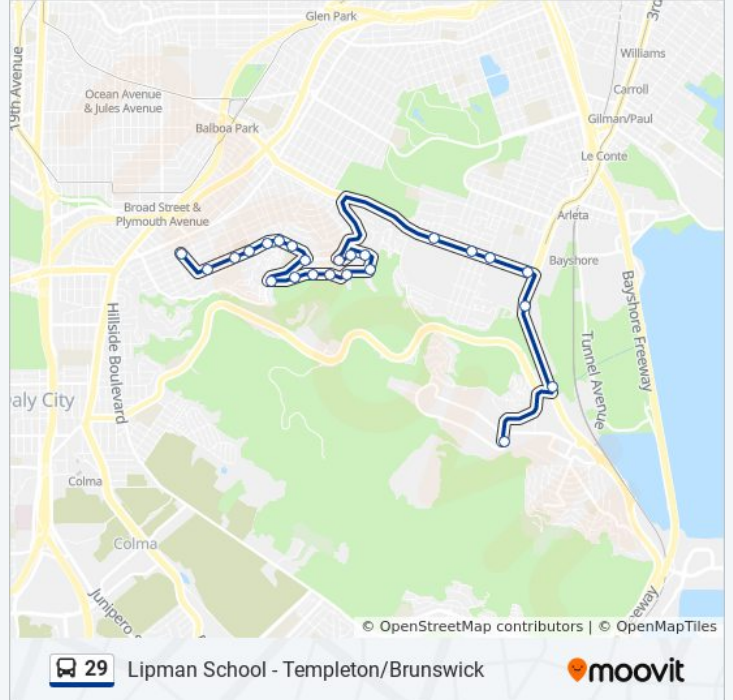 Glen Park
3rd
Williams
19th Avenue
Ocean Avenue
& Jules Avenue
Carroll
Gilman/Paul
Balboa Park
Le Conte
Broad Street &
Plymouth Avenue
Arleta
Bayshore
Bayshore Freeway
Hillside Boulevard
Tunnel Avenue
aly City
Colma
Colma
Junipero S
eway
© OpenStreetMap contributors | © OpenMapTiles
29 Lipman School - Templeton/Brunswick
moovit